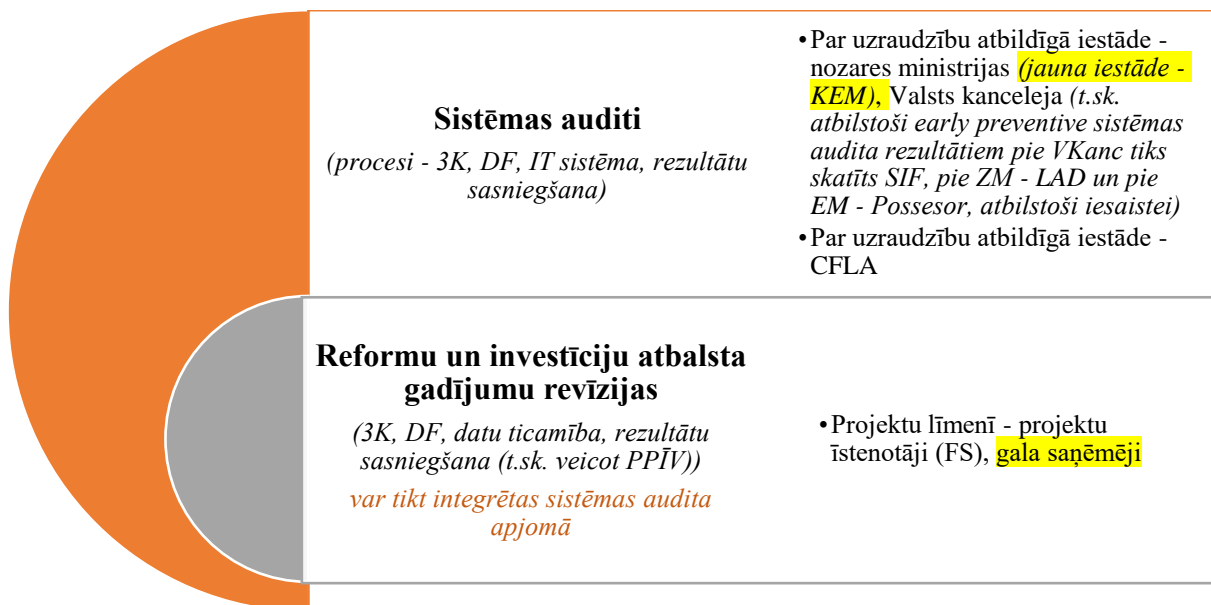 Sistēmas auditi
(procesi - 3K, DF, IT sistēma, rezultātu
sasniegšana)
•Par uzraudzību atbildīgā iestāde -
nozares ministrijas (jauna iestāde -
KEM), Valsts kanceleja (t.sk.
atbilstoši early preventive sistēmas
audita rezultātiem pie VKanc tiks
skatīts SIF, pie ZM - LAD un pie
EM - Possesor, atbilstoši iesaistei)
•Par uzraudzību atbildīgā iestāde -
CFLA
Reformu un investīciju atbalsta
gadījumu revīzijas
(3K, DF, datu ticamība, rezultātu
sasniegšana (t.sk. veicot PPĪV))
var tikt integrētas sistēmas audita
apjomā
•Projektu līmenī - projektu
īstenotāji (FS), gala saņēmēji